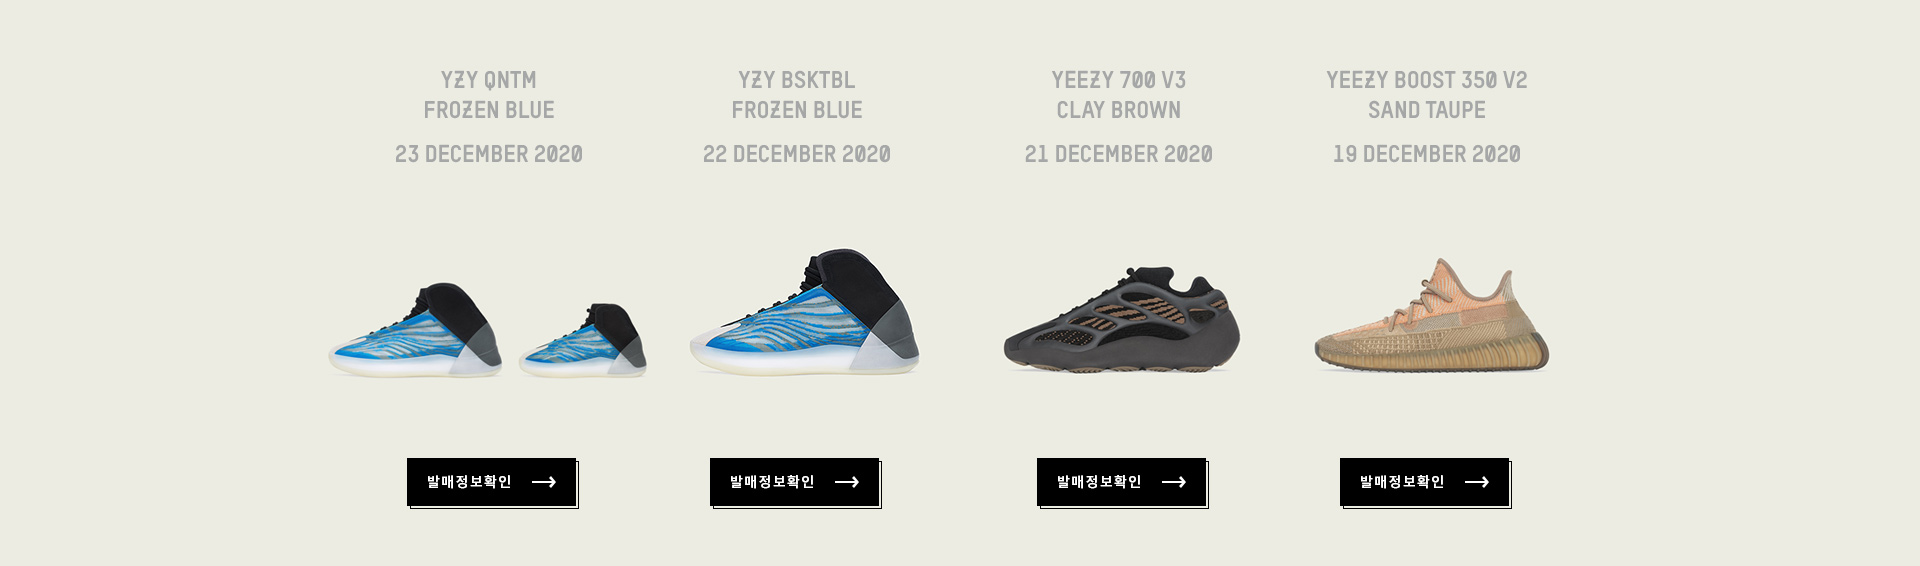 YZY QNTM
FROZEN BLUE
23 DECEMBER 2020
발매정보확인
YZY BSKTBL
FROZEN BLUE
22 DECEMBER 2020
발매정보확인
YEEZY 700 V3
CLAY BROWN
21 DECEMBER 2020
발매정보확인
YEEZY BOOST 350 V2
SAND TAUPE
19 DECEMBER 2020
발매정보확인